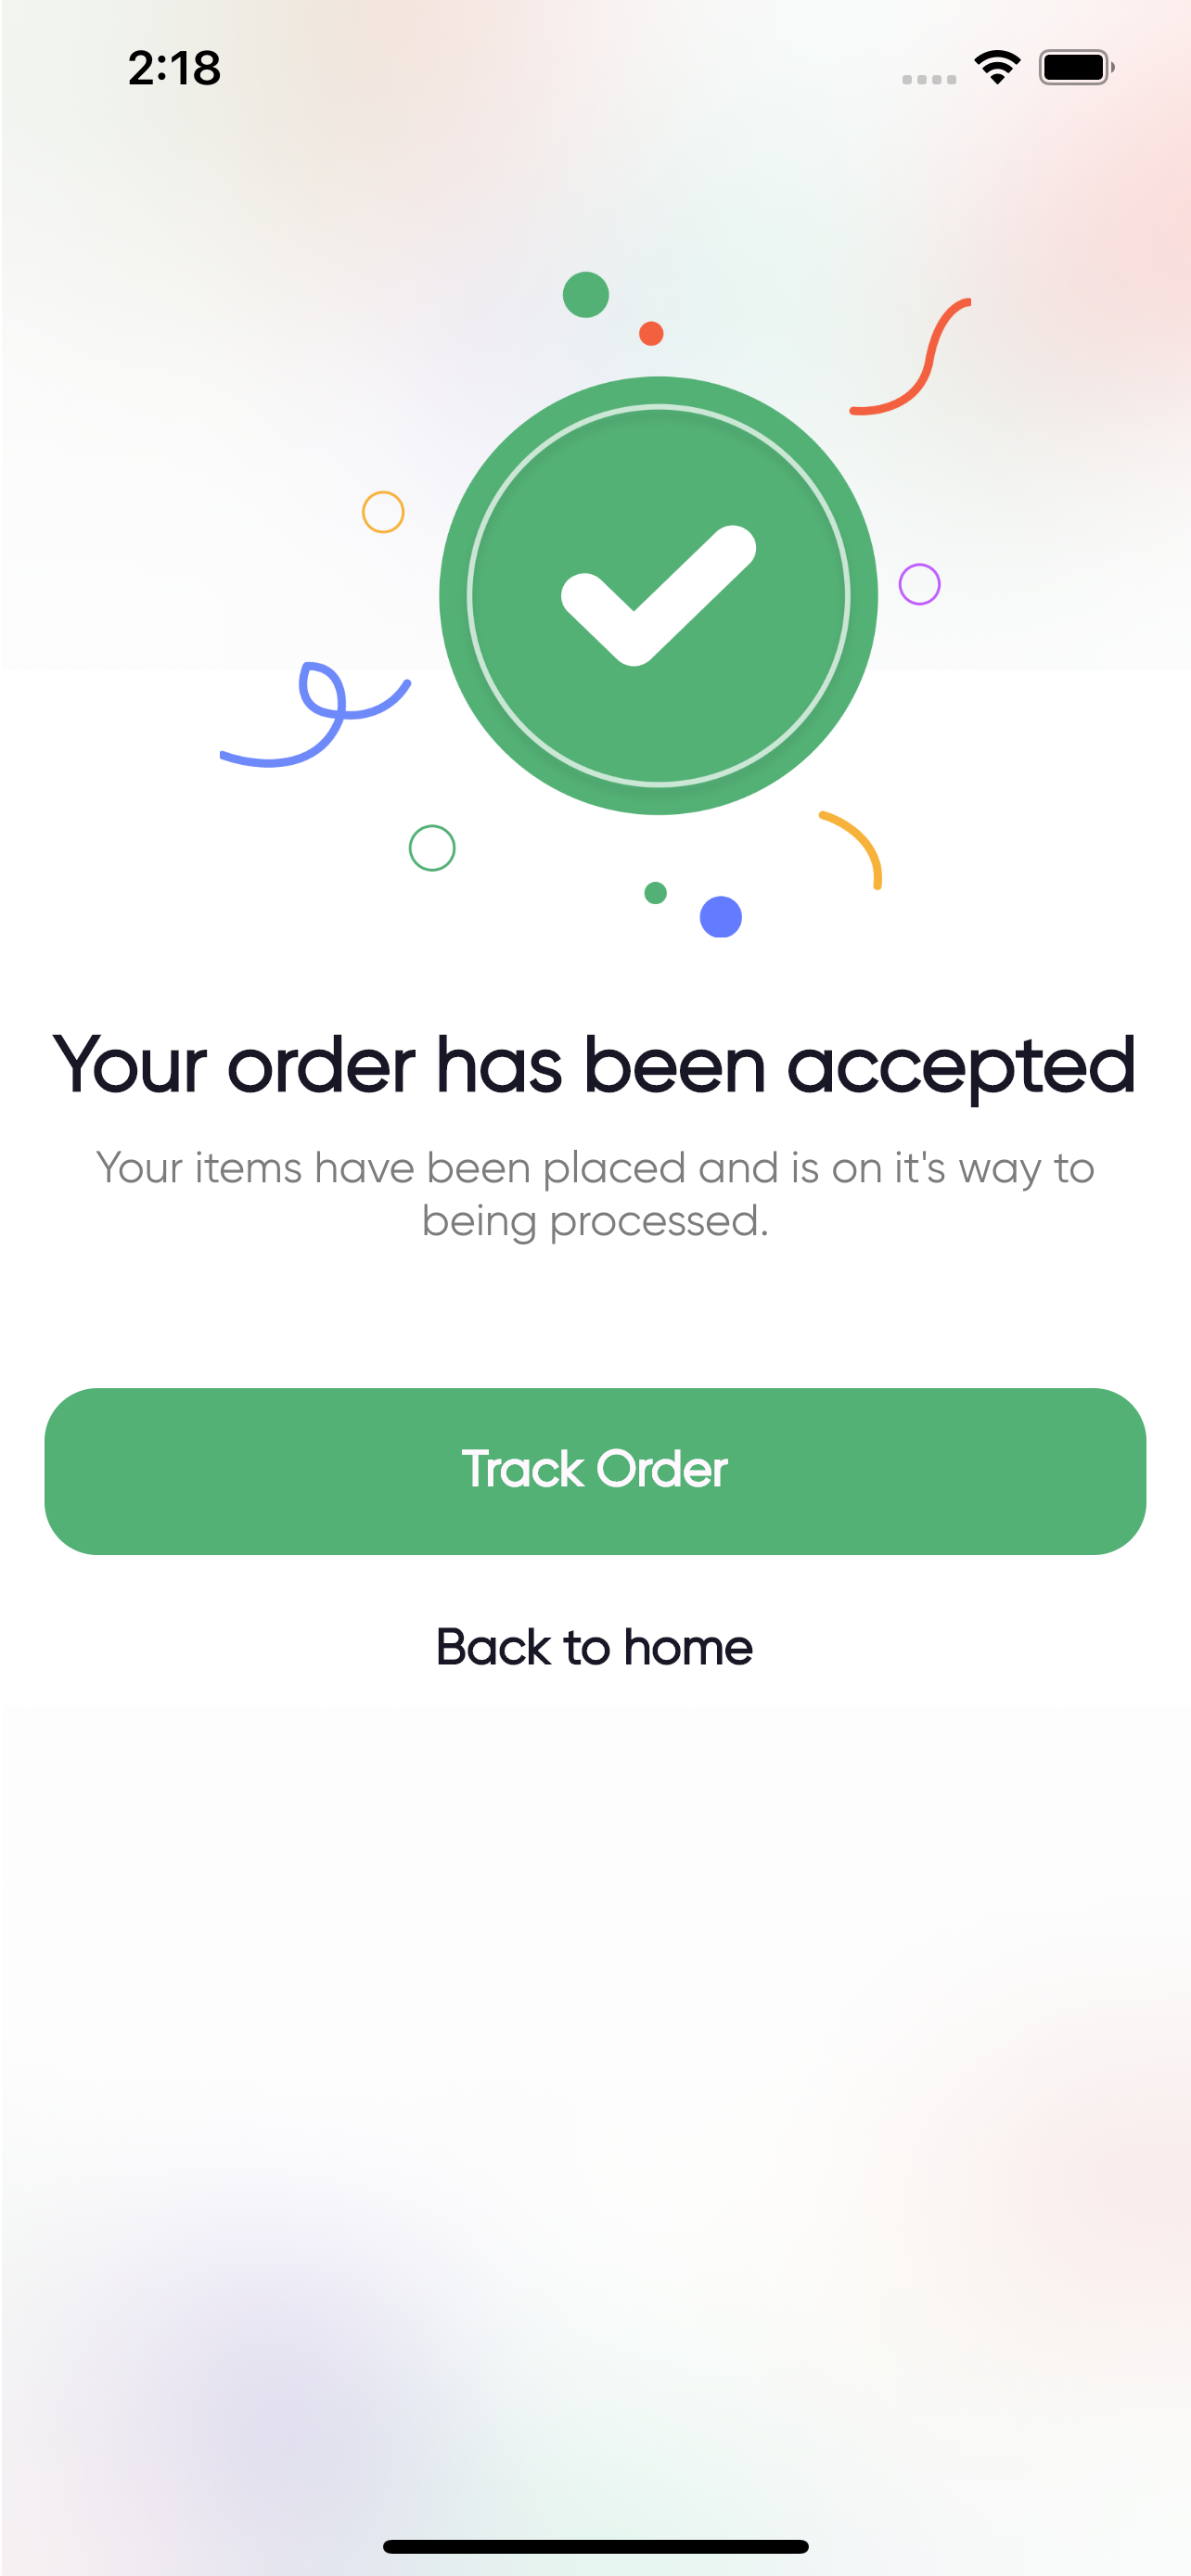 2:18
Your order has been accepted
Your items have been placed and is on it's way to
being processed.
Track Order
Back to home